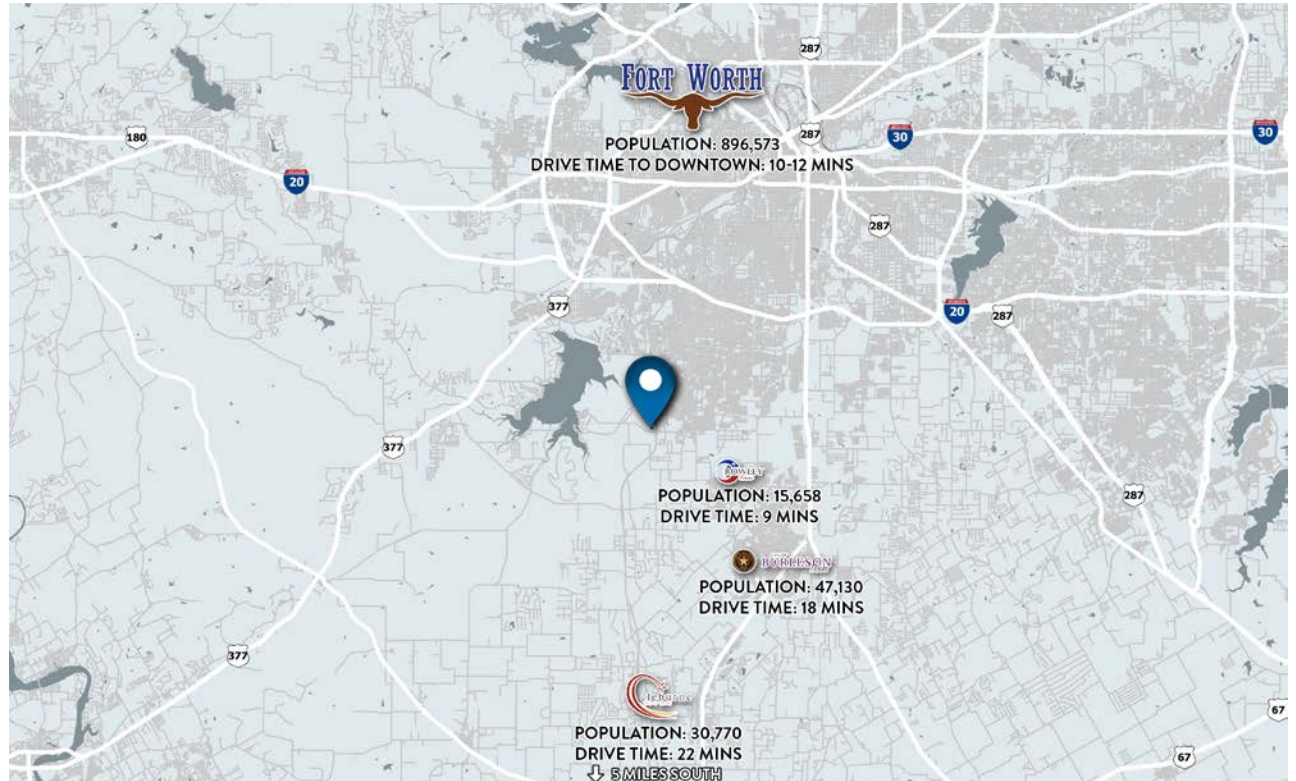 287
FORT WORTH
POPULATION: 896,573
DRIVE TIME TO DOWNTOWN: 10-12 MINS
180
287
30
30
20
287
377
20
287
377
POPULATION: 15,658
DRIVE TIME: 9 MINS
287
BURLESON
POPULATION: 47,130
DRIVE TIME: 18 MINS
377
POPULATION: 30,770
DRIVE TIME: 22 MINS
5 MILES SOUTH
67
67